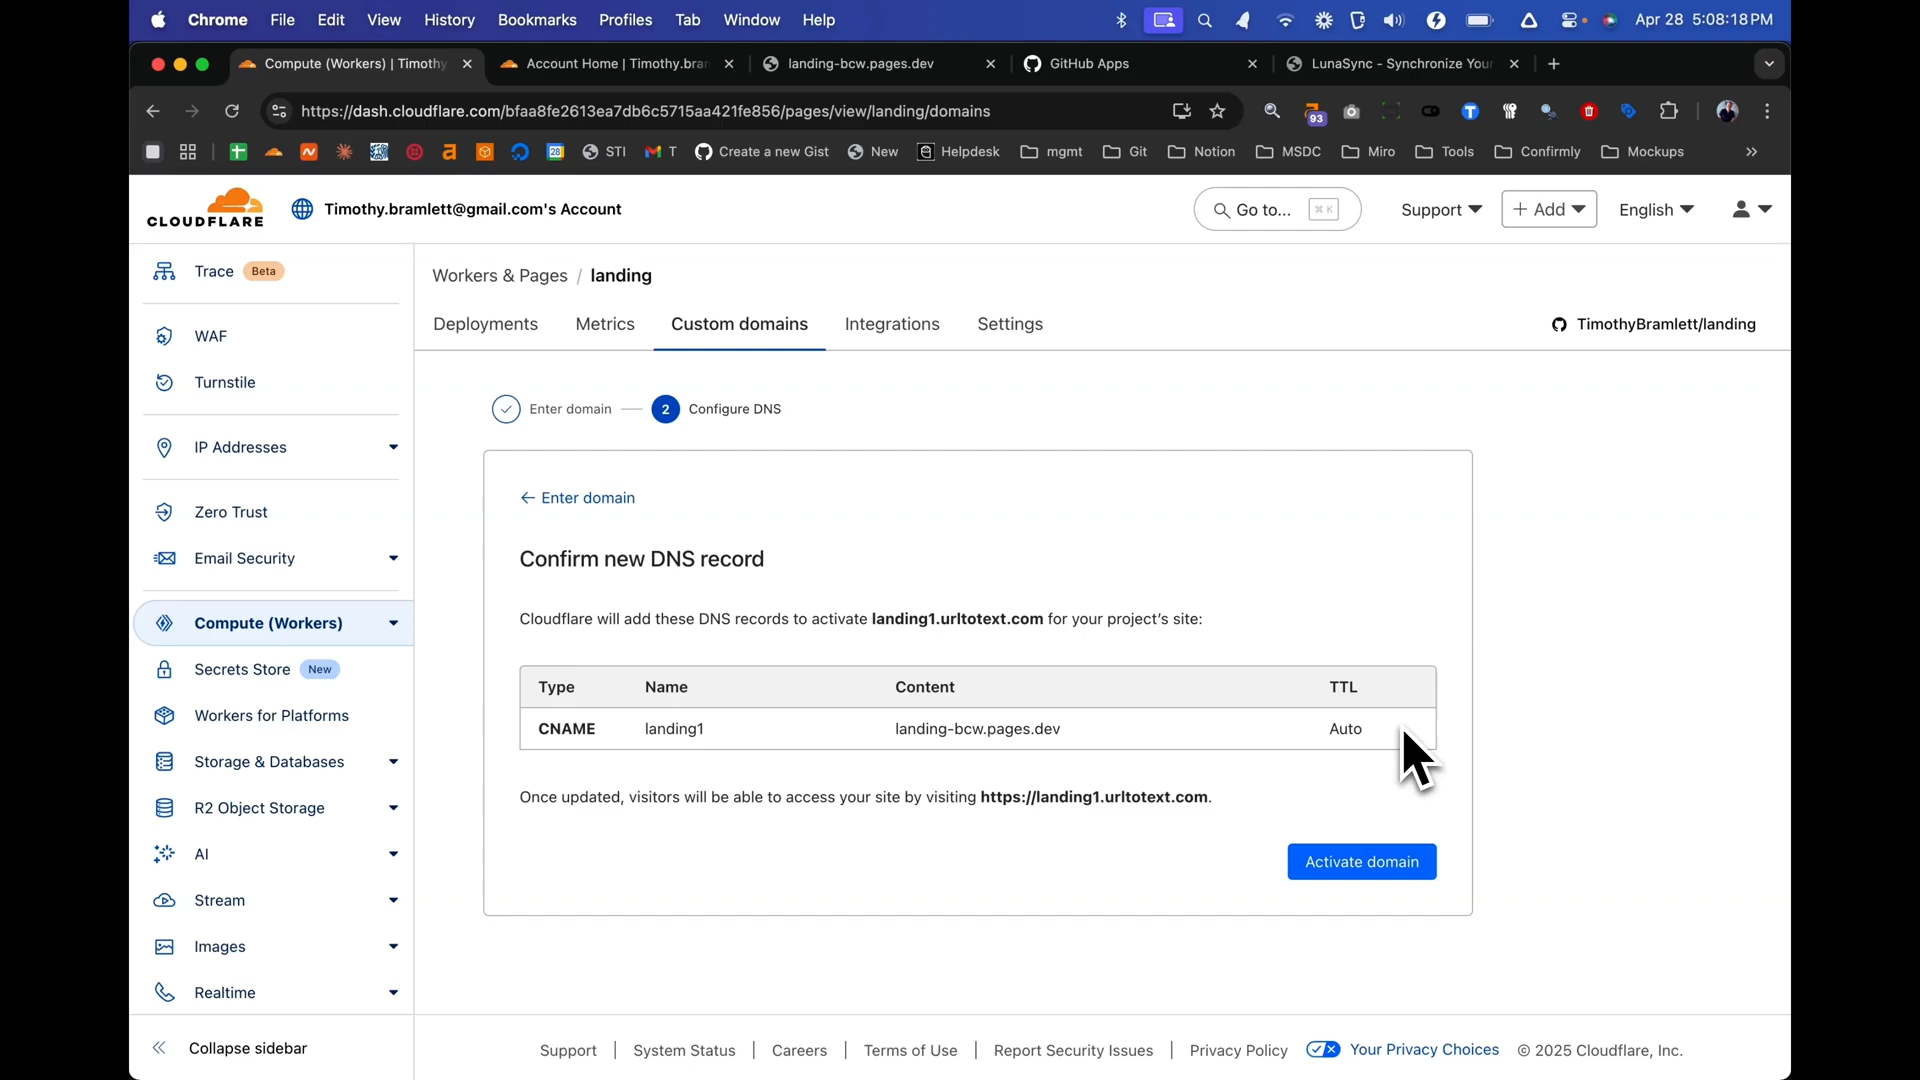 Chrome File Edit View History Bookmarks Profiles Tab Window Help Apr 28 5:08:18 PM
Compute (Workers) | Timothy Account Home | Timothy.bram landing-bcw.pages.dev GitHub Apps LunaSync - Synchronize Your
https://dash.cloudflare.com/bfaa8fe2613ea7db6c5715aa421fe856/pages/view/landing/domains 93
28 STI T Create a new Gist New Helpdesk mgmt Git Notion MSDC Miro Tools Confirmly Mockups
CLOUDFLARE Timothy.bramlett@gmail.com's Account Go to... ⌘ K Support + Add English
Trace Beta
WAF
Turnstile
IP Addresses
Zero Trust
Email Security
Compute (Workers)
Secrets Store New
Workers for Platforms
Storage & Databases
R2 Object Storage
AI
Stream
Images
Realtime
Collapse sidebar
Workers & Pages / landing
Deployments Metrics Custom domains Integrations Settings TimothyBramlett/landing
Enter domain 2 Configure DNS
← Enter domain
Confirm new DNS record
Cloudflare will add these DNS records to activate landing1.urltotext.com for your project's site:
Type Name Content TTL
CNAME landing1 landing-bcw.pages.dev Auto
Once updated, visitors will be able to access your site by visiting https://landing1.urltotext.com.
Activate domain
Support | System Status | Careers | Terms of Use | Report Security Issues | Privacy Policy Your Privacy Choices © 2025 Cloudflare, Inc.